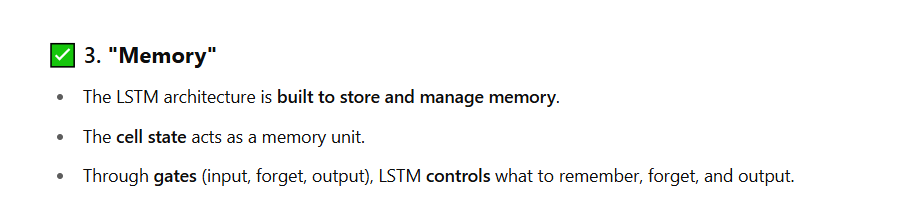 ✅ 3. "Memory"
• The LSTM architecture is built to store and manage memory.
• The cell state acts as a memory unit.
• Through gates (input, forget, output), LSTM controls what to remember, forget, and output.